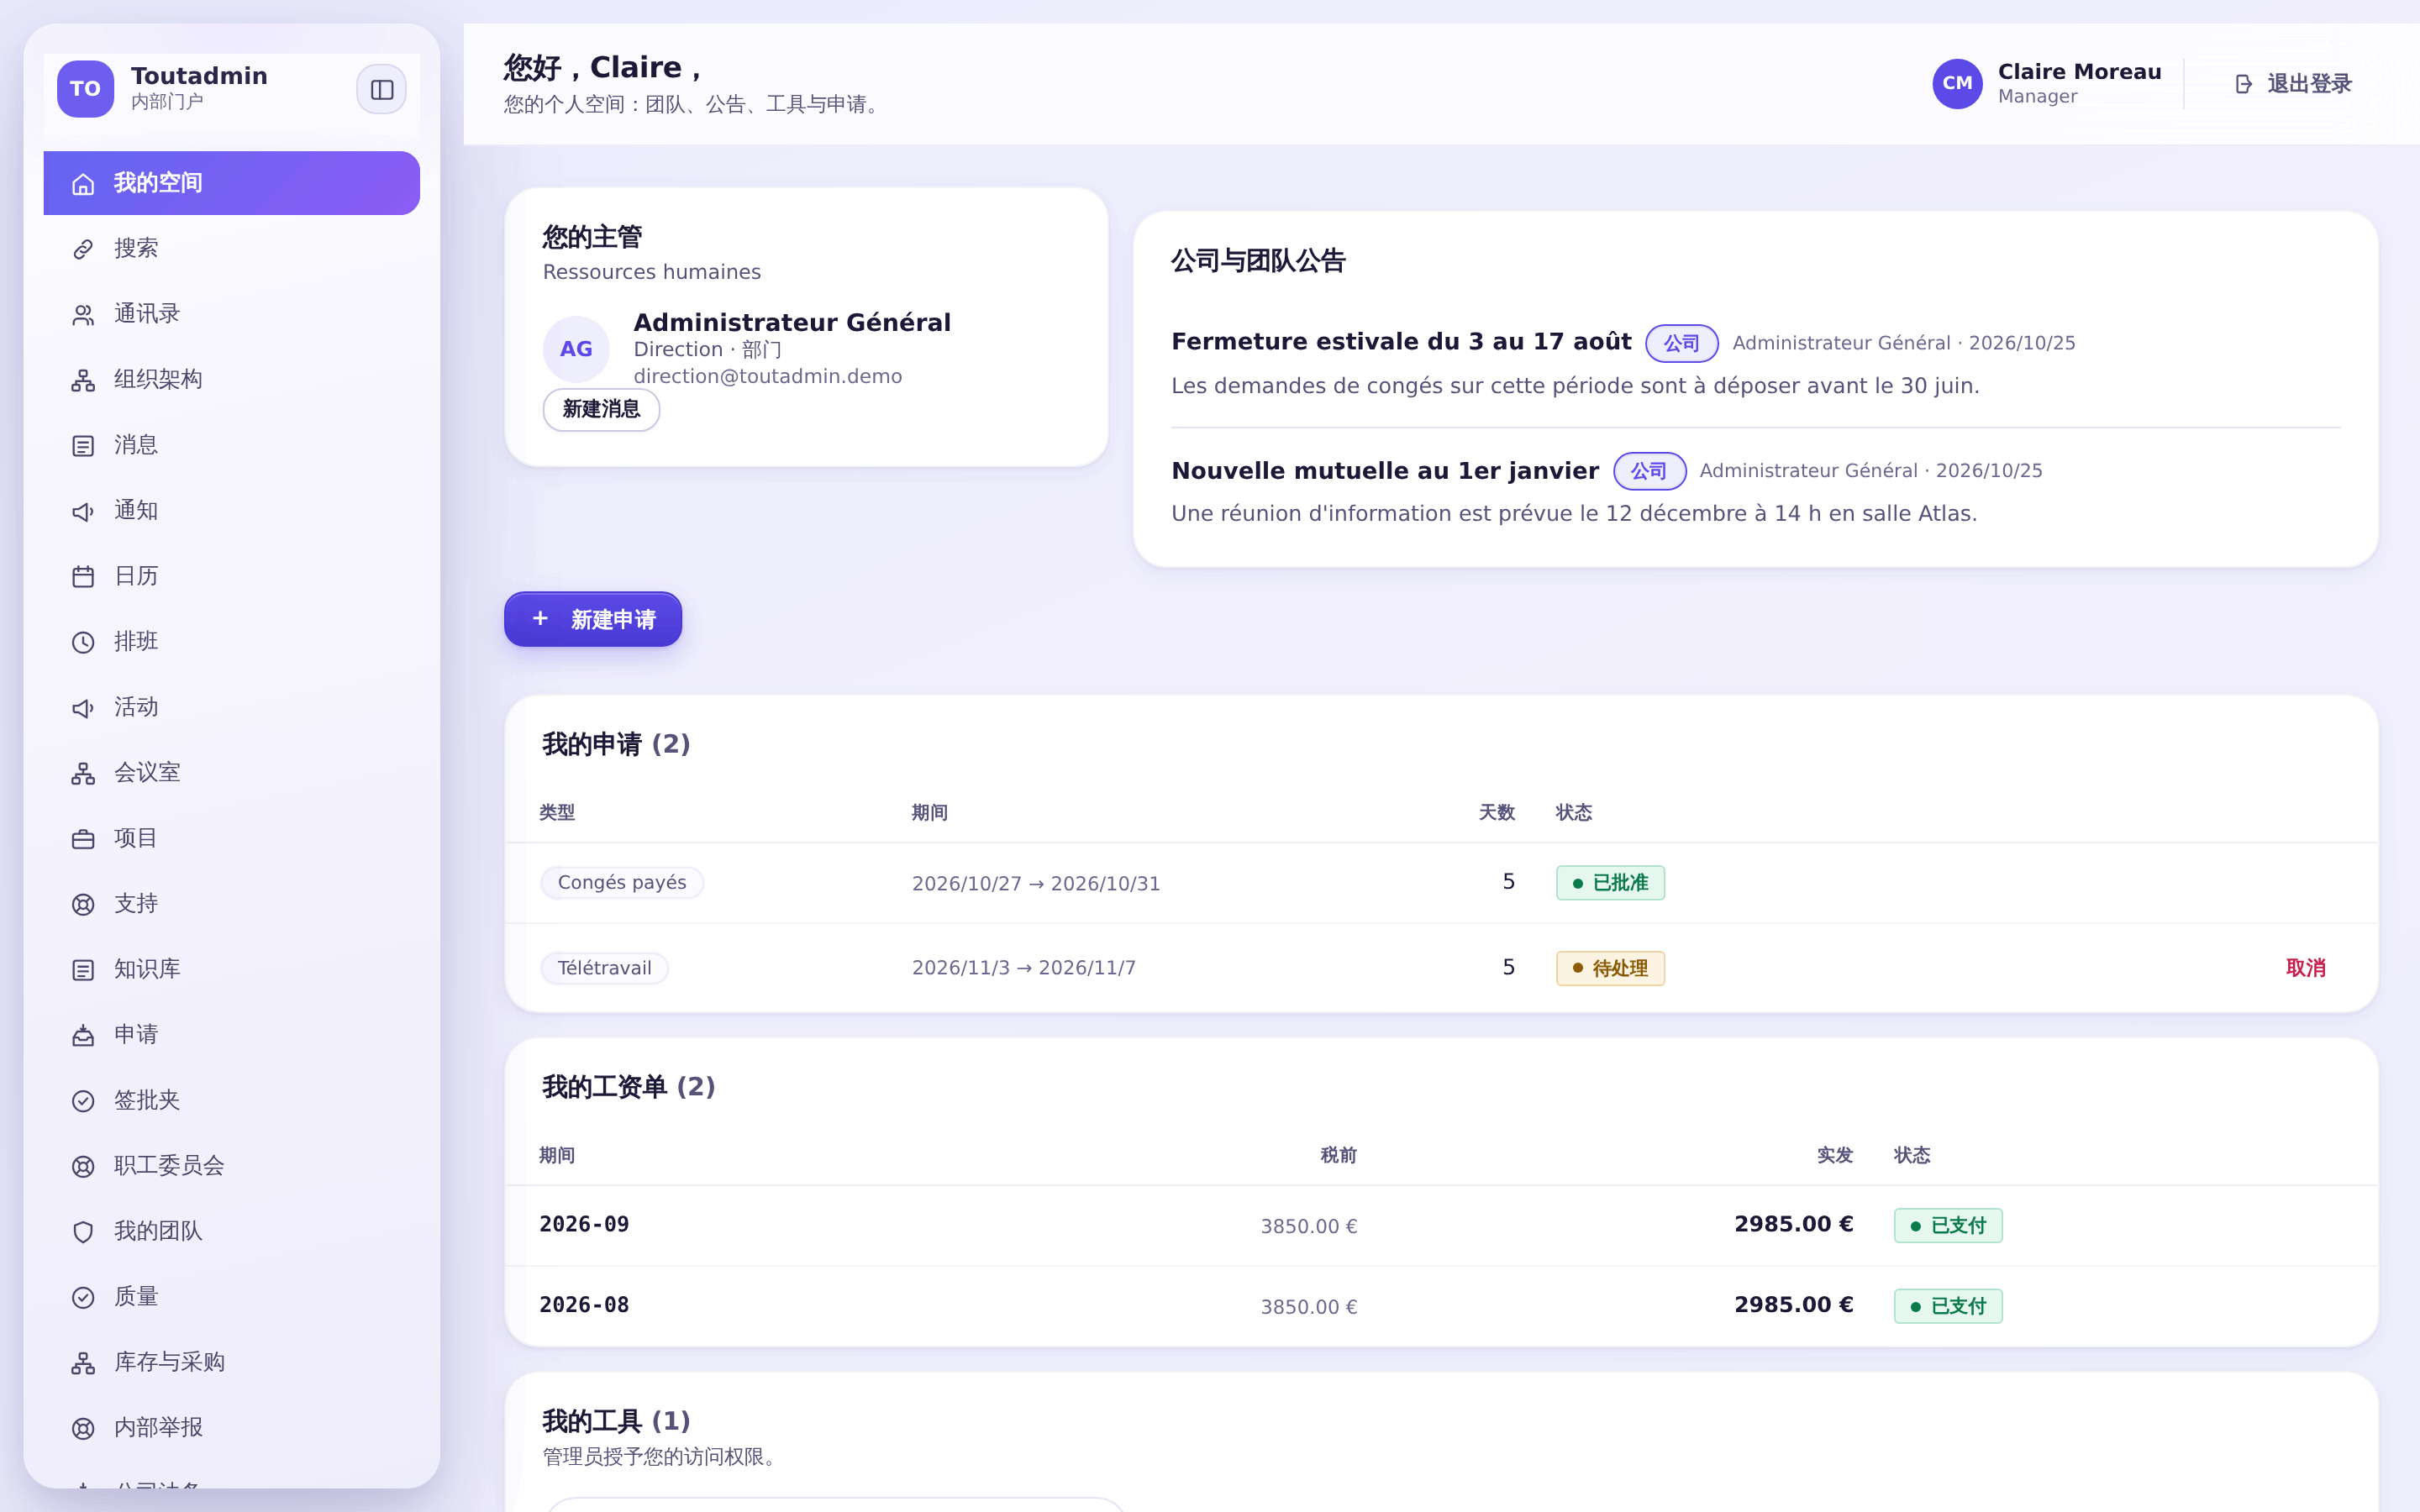 TO
Toutadmin
内部门户
我的空间
搜索
通讯录
组织架构
消息
通知
日历
排班
活动
会议室
项目
支持
知识库
申请
签批夹
职工委员会
我的团队
质量
库存与采购
内部举报
您好，Claire，
您的个人空间：团队、公告、工具与申请。
CM
Claire Moreau
Manager
退出登录
您的主管
Ressources humaines
AG
Administrateur Général
Direction · 部门
direction@toutadmin.demo
新建消息
公司与团队公告
Fermeture estivale du 3 au 17 août 公司 Administrateur Général · 2026/10/25
Les demandes de congés sur cette période sont à déposer avant le 30 juin.
Nouvelle mutuelle au 1er janvier 公司 Administrateur Général · 2026/10/25
Une réunion d'information est prévue le 12 décembre à 14 h en salle Atlas.
+ 新建申请
我的申请 (2)
类型 期间 天数 状态
Congés payés 2026/10/27 → 2026/10/31 5 已批准
Télétravail 2026/11/3 → 2026/11/7 5 待处理 取消
我的工资单 (2)
期间 税前 实发 状态
2026-09 3850.00 € 2985.00 € 已支付
2026-08 3850.00 € 2985.00 € 已支付
我的工具 (1)
管理员授予您的访问权限。